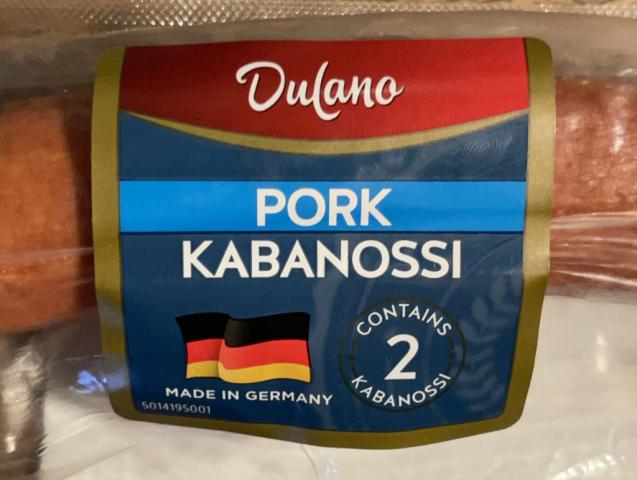 Dulano
PORK
KABANOSSI
CONTAINS
2
KABANOSSI
MADE IN GERMANY
5014195001